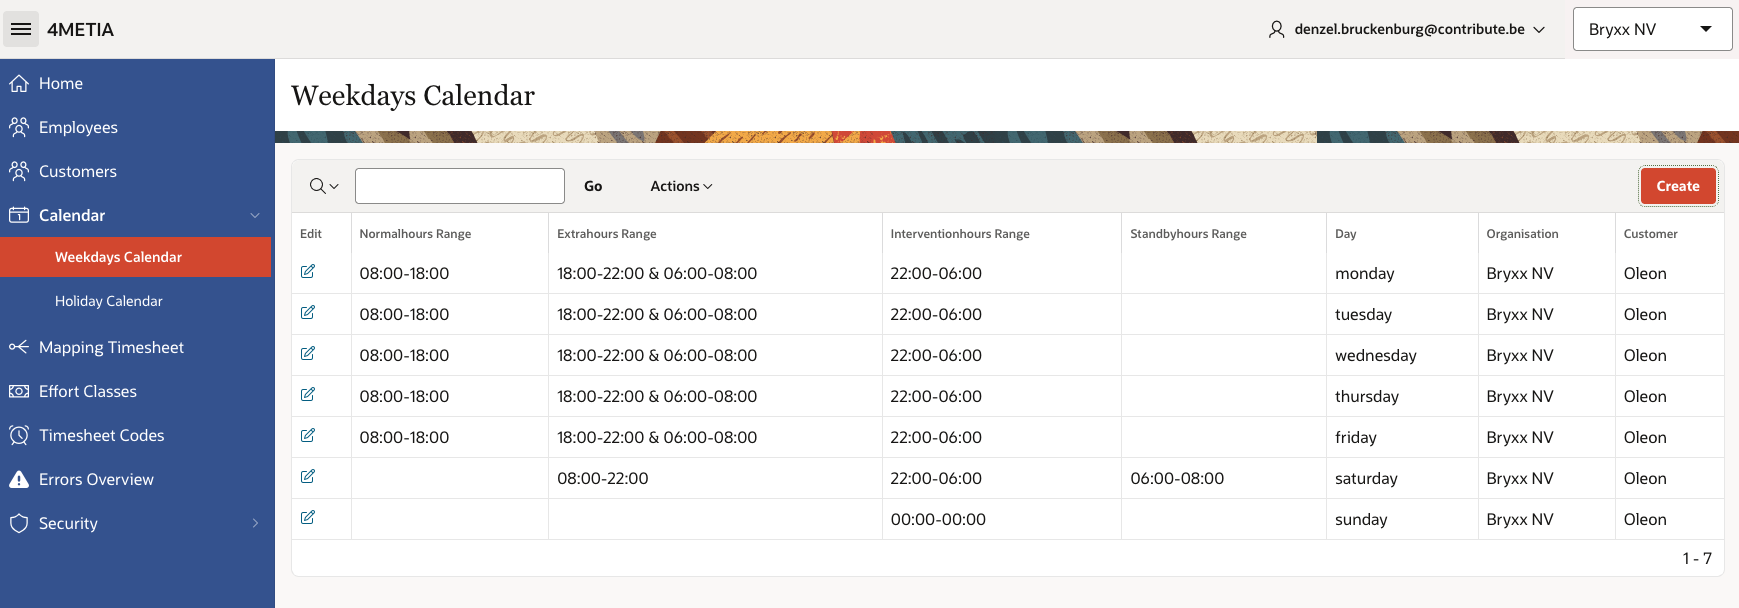 4METIA
denzel.bruckenburg@contribute.be
Bryxx NV
Home
Employees
Customers
Calendar
Weekdays Calendar
Holiday Calendar
Mapping Timesheet
Effort Classes
Timesheet Codes
Errors Overview
Security
Weekdays Calendar
Go Actions Create
Edit Normalhours Range Extrahours Range Interventionhours Range Standbyhours Range Day Organisation Customer
08:00-18:00 18:00-22:00 & 06:00-08:00 22:00-06:00 monday Bryxx NV Oleon
08:00-18:00 18:00-22:00 & 06:00-08:00 22:00-06:00 tuesday Bryxx NV Oleon
08:00-18:00 18:00-22:00 & 06:00-08:00 22:00-06:00 wednesday Bryxx NV Oleon
08:00-18:00 18:00-22:00 & 06:00-08:00 22:00-06:00 thursday Bryxx NV Oleon
08:00-18:00 18:00-22:00 & 06:00-08:00 22:00-06:00 friday Bryxx NV Oleon
08:00-22:00 22:00-06:00 06:00-08:00 saturday Bryxx NV Oleon
00:00-00:00 sunday Bryxx NV Oleon
1 - 7